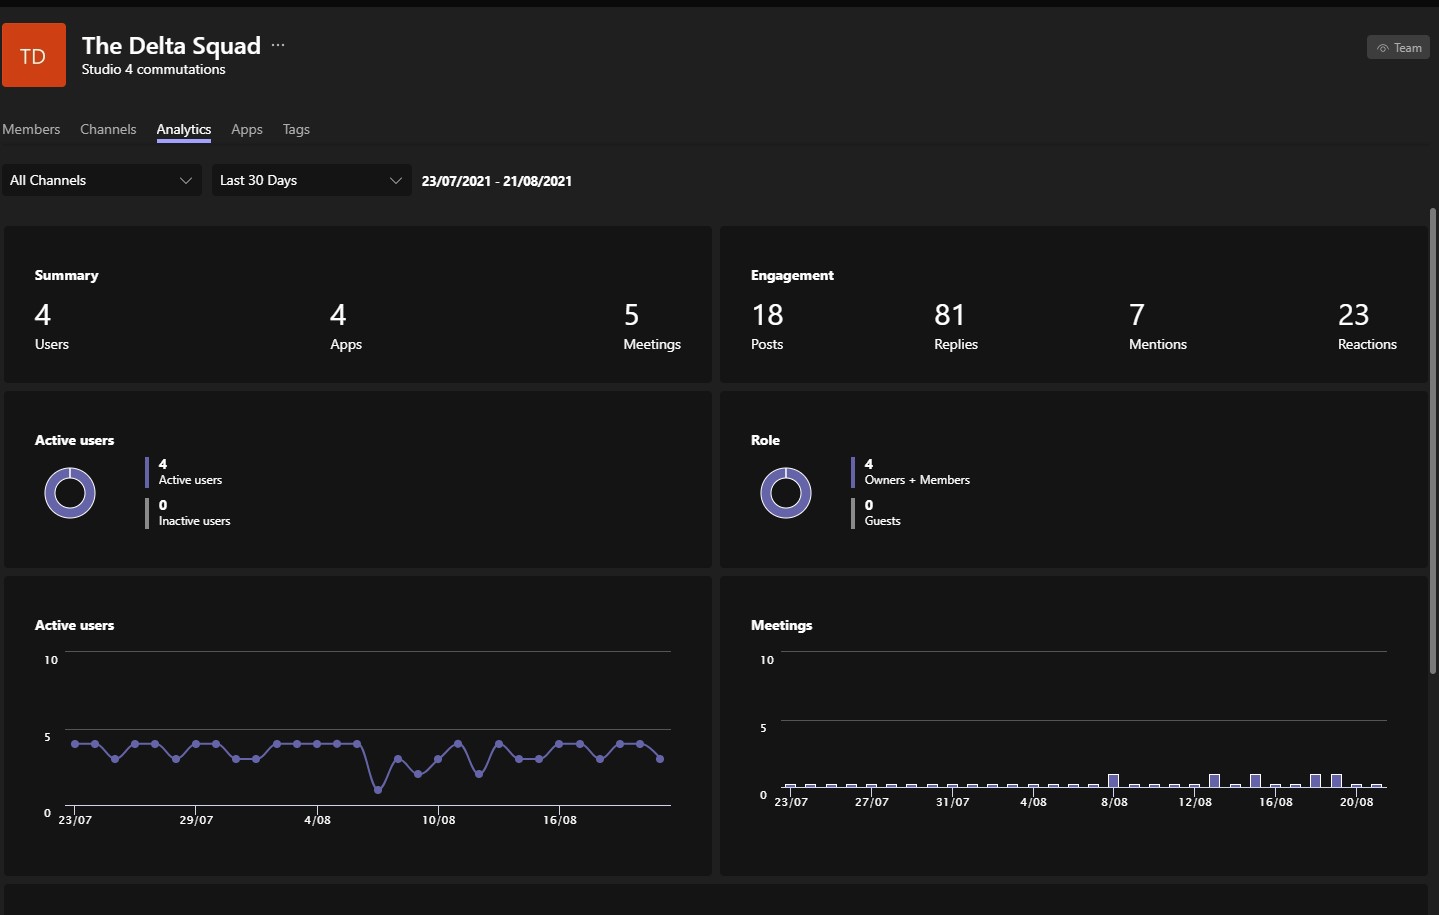 TD
The Delta Squad ...
Studio 4 commutations
Team
Members Channels Analytics Apps Tags
All Channels Last 30 Days 23/07/2021 - 21/08/2021
Summary
4 4 5
Users Apps Meetings
Engagement
18 81 7 23
Posts Replies Mentions Reactions
Active users
4
Active users
0
Inactive users
Role
4
Owners + Members
0
Guests
Active users
10
5
0
23/07 29/07 4/08 10/08 16/08
Meetings
10
5
0
23/07 27/07 31/07 4/08 8/08 12/08 16/08 20/08